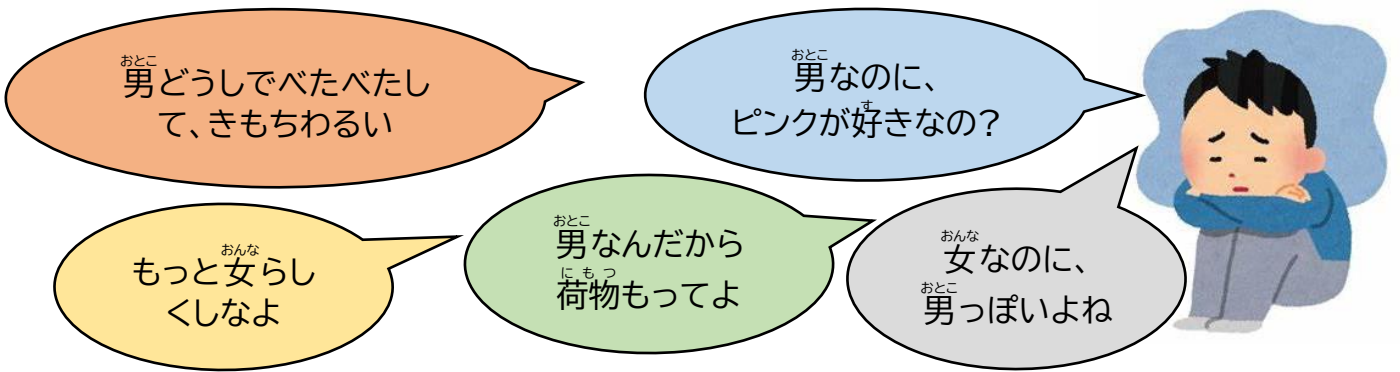 男どうしでべたべたし
て、きもちわるい
男なのに、
ピンクが好きなの?
もっと女らし
くしなよ
男なんだから
荷物もってよ
女なのに、
男っぽいよね